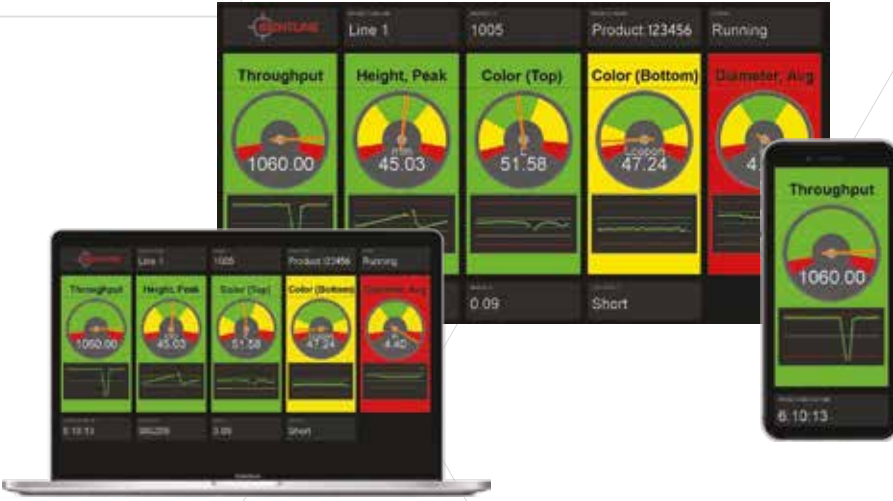 SIGHTLINE
Line 1
1005
Product 123456
Running
Throughput
Height, Peak
Color (Top)
Color (Bottom)
Diameter, Avg
1060.00
mm
45.03
L
51.58
47.24
4.
0.09
Short
Line 1
1005
Product 123456
Running
Throughput
Height, Peak
Color (Top)
Color (Bottom)
Diameter, Avg
1060.00
45.03
51.58
47.24
4.40
6:10:13
0.09
Short
Throughput
1060.00
6:10:13